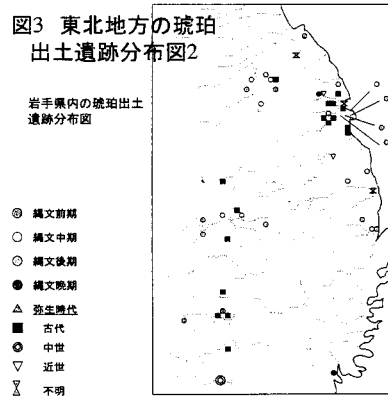 図3 東北地方の琥珀
出土遺跡分布図2
岩手県内の琥珀出土
遺跡分布図
縄文前期
縄文中期
縄文後期
縄文晩期
弥生時代
古代
中世
近世
不明